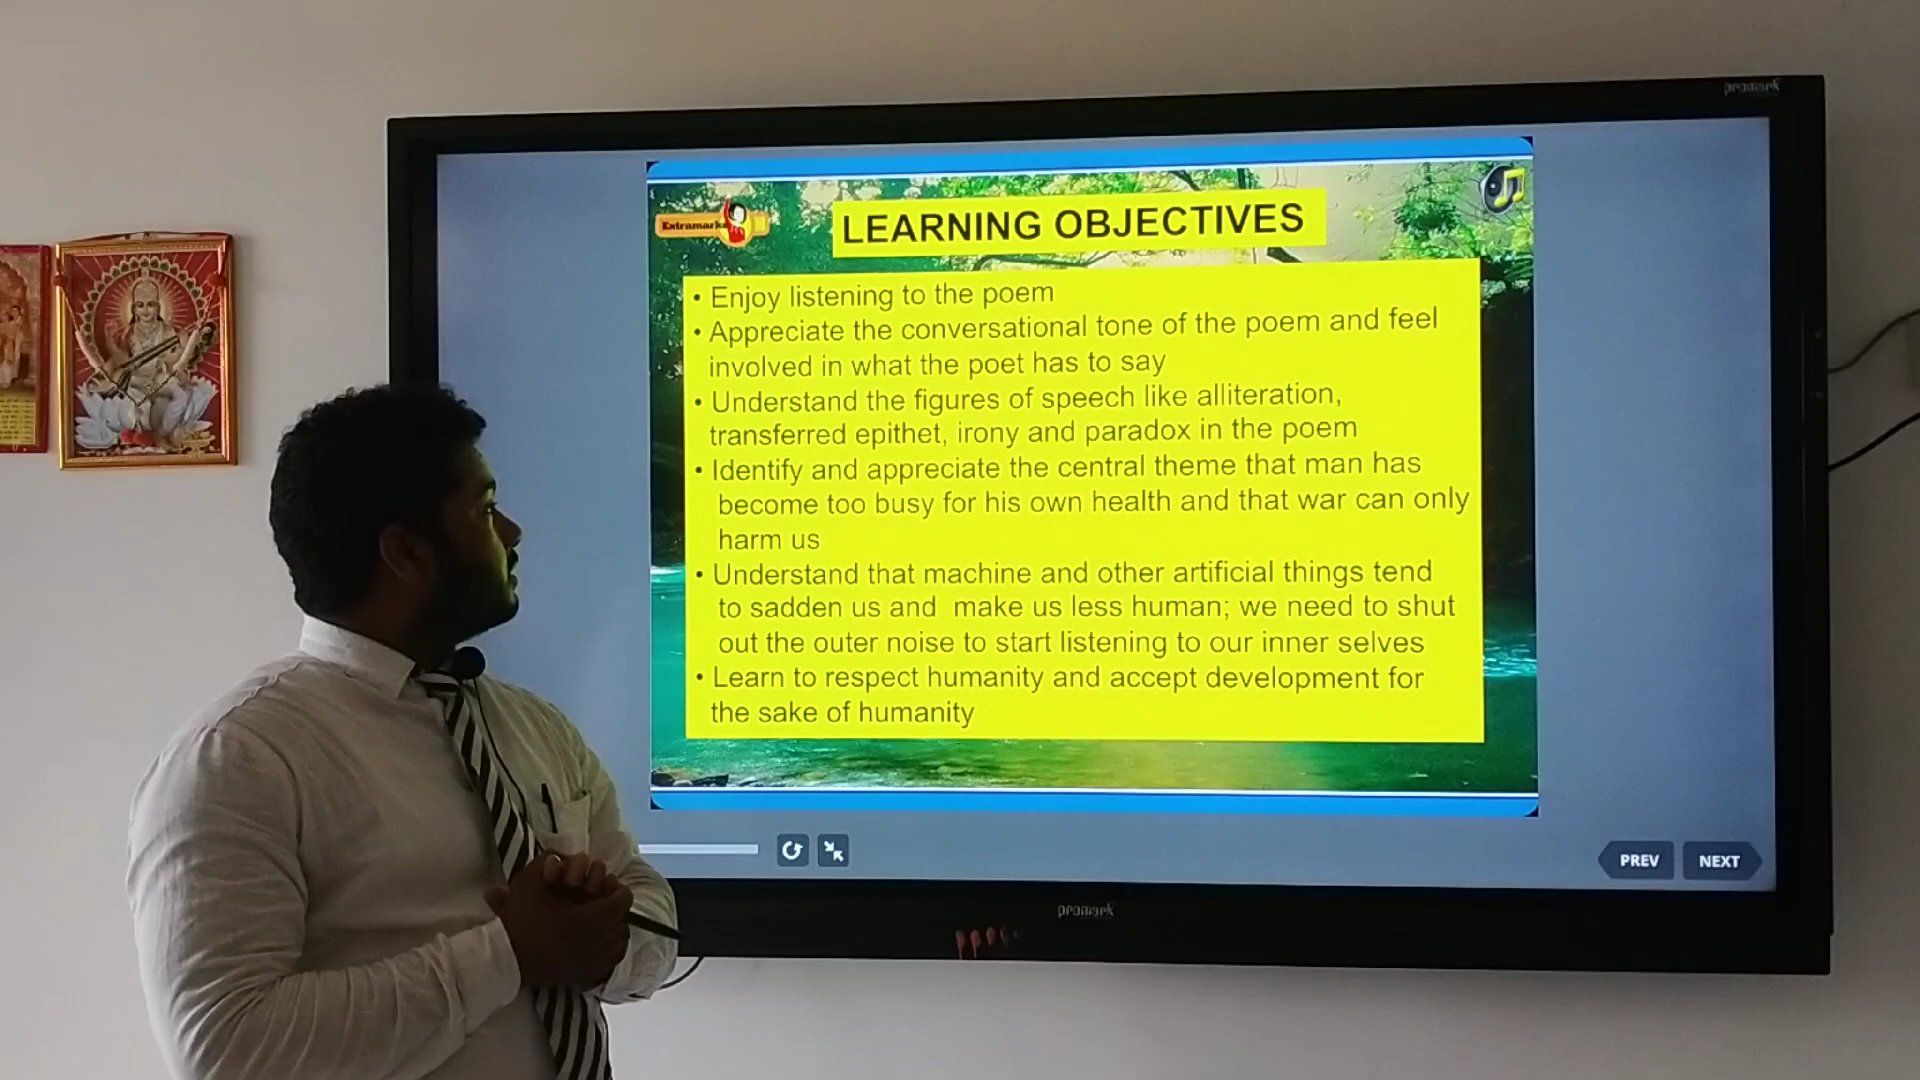 promark
Extramarks
LEARNING OBJECTIVES
• Enjoy listening to the poem
• Appreciate the conversational tone of the poem and feel
involved in what the poet has to say
• Understand the figures of speech like alliteration,
transferred epithet, irony and paradox in the poem
• Identify and appreciate the central theme that man has
become too busy for his own health and that war can only
harm us
• Understand that machine and other artificial things tend
to sadden us and make us less human; we need to shut
out the outer noise to start listening to our inner selves
• Learn to respect humanity and accept development for
the sake of humanity
PREV
NEXT
promark